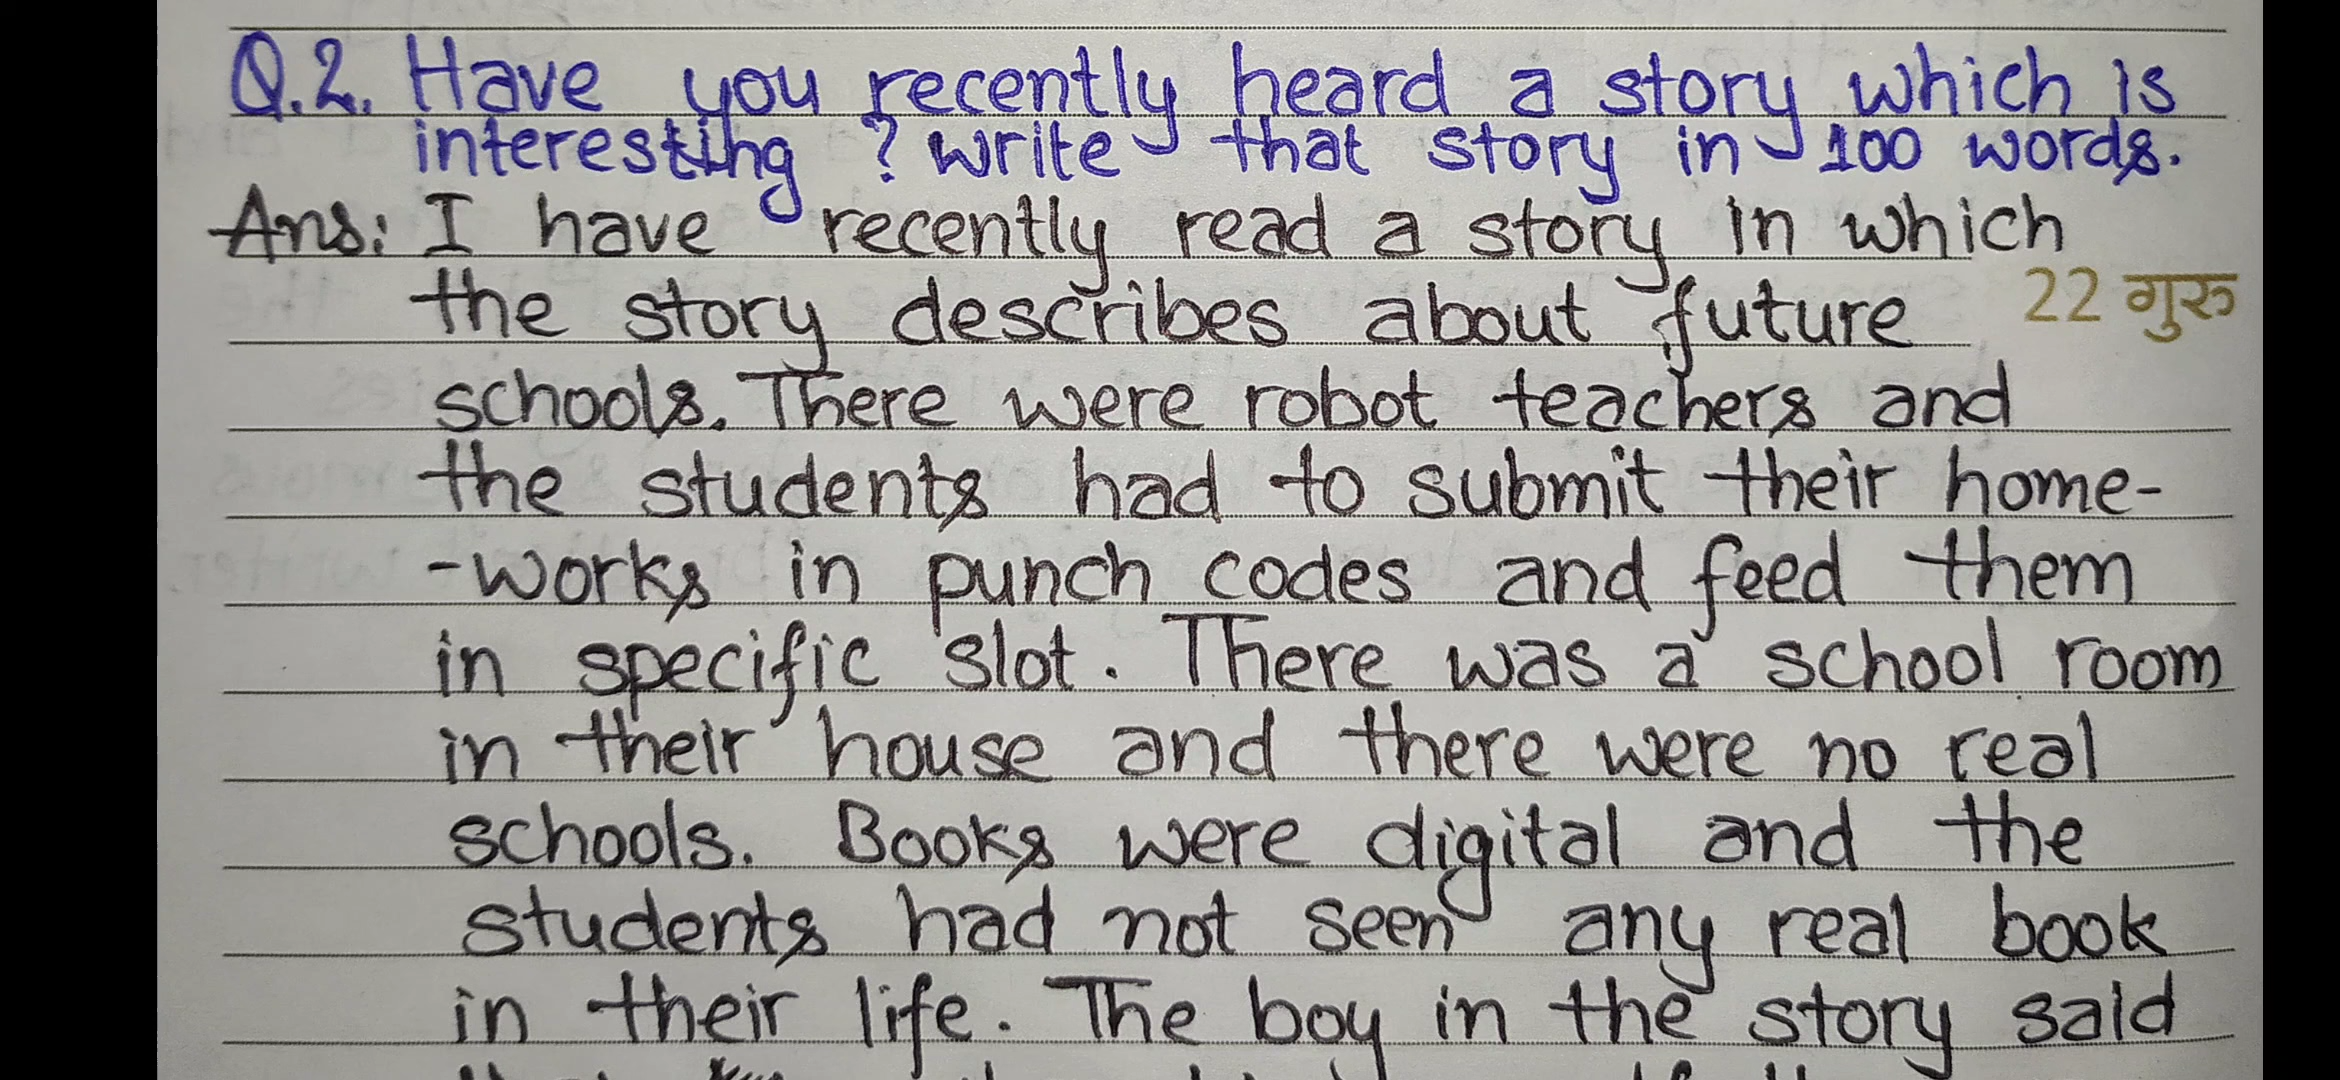 Q.2. Have you recently heard a story which is
interesting ? write that story in 100 words.
Ans: I have recently read a story in which
the story describes about future
22 गुरु
schools. There were robot teachers and
the students had to submit their home-
-works in punch codes and feed them
in specific slot. There was a school room
in their house and there were no real
schools. Books were digital and the
students had not seen any real book
in their life. The boy in the story said